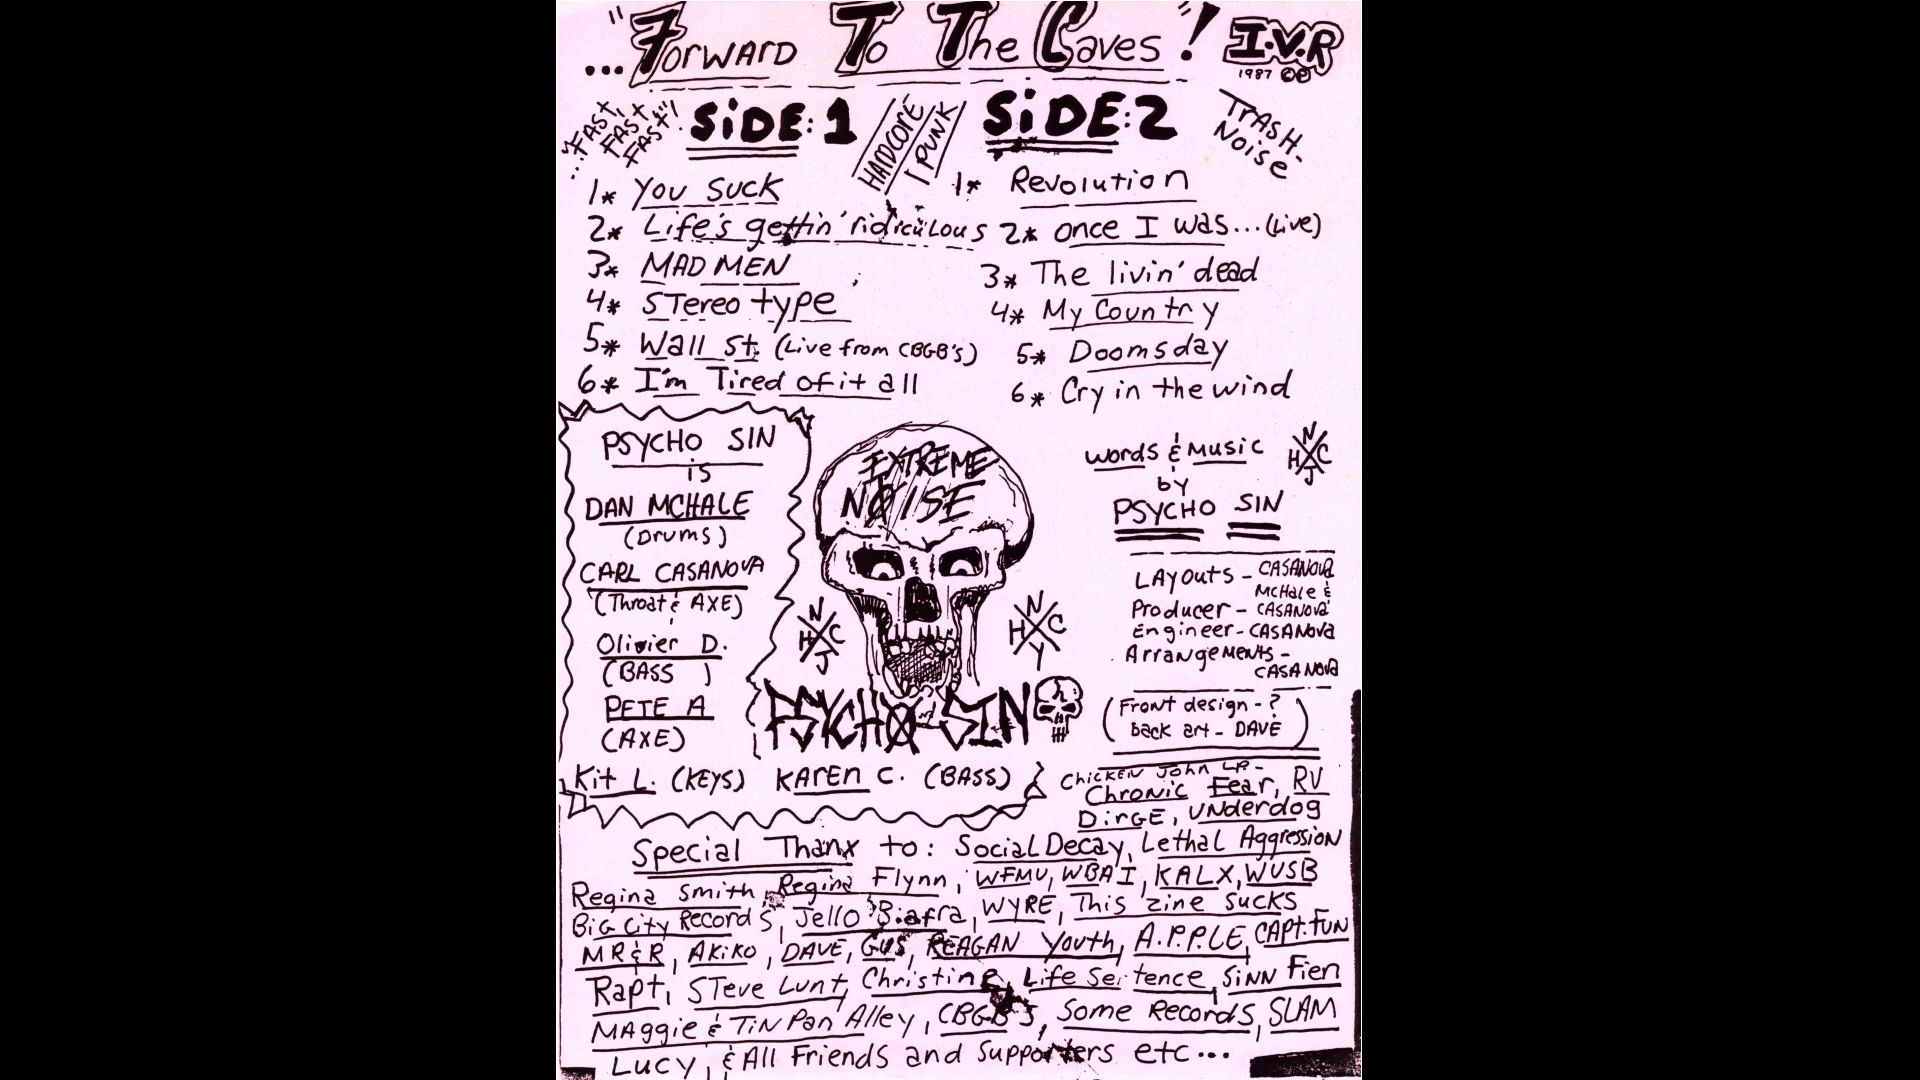 ..."Forward To The Caves"! I.V.R
1987 ©℗
..."FAST, FAST, FAST"!
SiDE:1
HARDCORE
PUNK
SiDE:2
TrASH-
Noise
1* You SUCK
2* Life's gettin' ridiculous
3* MAD MEN
4* STereo type
5* Wall St. (Live from CBGB's)
6* I'm Tired of it all
1* Revolution
2* once I was...(Live)
3* The livin' dead
4* My Country
5* Doomsday
6* Cry in the wind
PSYCHO SIN
is
DAN MCHALE
(Drums)
CARL CASANOVA
(Throat & AXE)
Olivier D.
(BASS )
PETE A
(AXE)
Kit L. (KEYS) KAREN C. (BASS)
EXTREME
NOISE
N
H C
J
N
H C
Y
PSYCHO-SIN
words & Music
by
PSYCHO SIN
N
H C
J
LAyouts - CASANOVA
McHale &
Producer - CASANOVA
Engineer - CASANOVA
Arrangements -
CASANOVA
(Front design - ?
back art - DAVE)
Chicken John LP-
Chronic Fear, RV
DirGE, UNderdog
Special Thanx to: Social Decay, Lethal Aggression
Regina Smith, Regina Flynn, WFMU, WBAI, KALX, WUSB
BiG City Records, Jello Biafra, WYRE, This zine sucks
MR&R, AKiKO, DAVE, GUS, REAGAN Youth, A.P.P.L.E, CAPT. FUN
Rapt, STeve Lunt, Christine, Life Sentence, SiNN Fien
MAggie & TiN Pan Alley, CBGB's, Some Records, SLAM
Lucy, & All Friends and supporters etc...